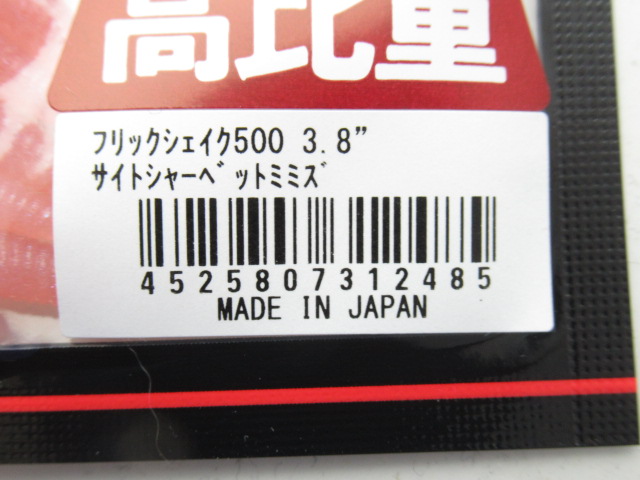 高比重
フリックシェイク500 3.8”
サイトシャーベットミミズ
4525807312485
MADE IN JAPAN